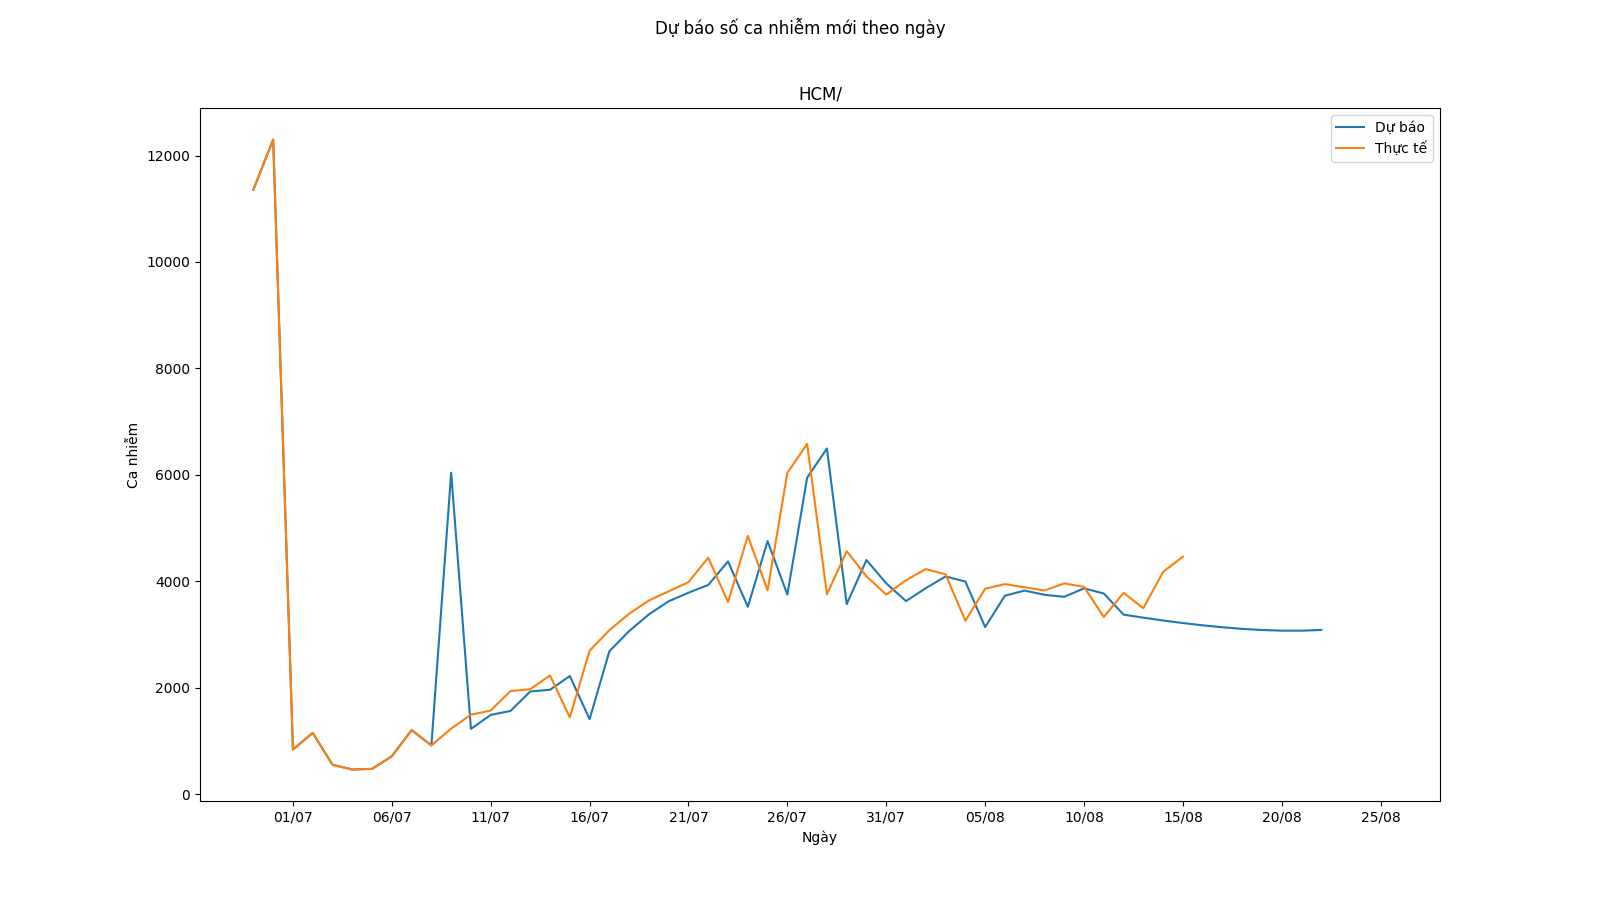 Dự báo số ca nhiễm mới theo ngày
HCM/
Dự báo
Thực tế
12000
10000
8000
6000
4000
2000
0
Ca nhiễm
01/07 06/07 11/07 16/07 21/07 26/07 31/07 05/08 10/08 15/08 20/08 25/08
Ngày